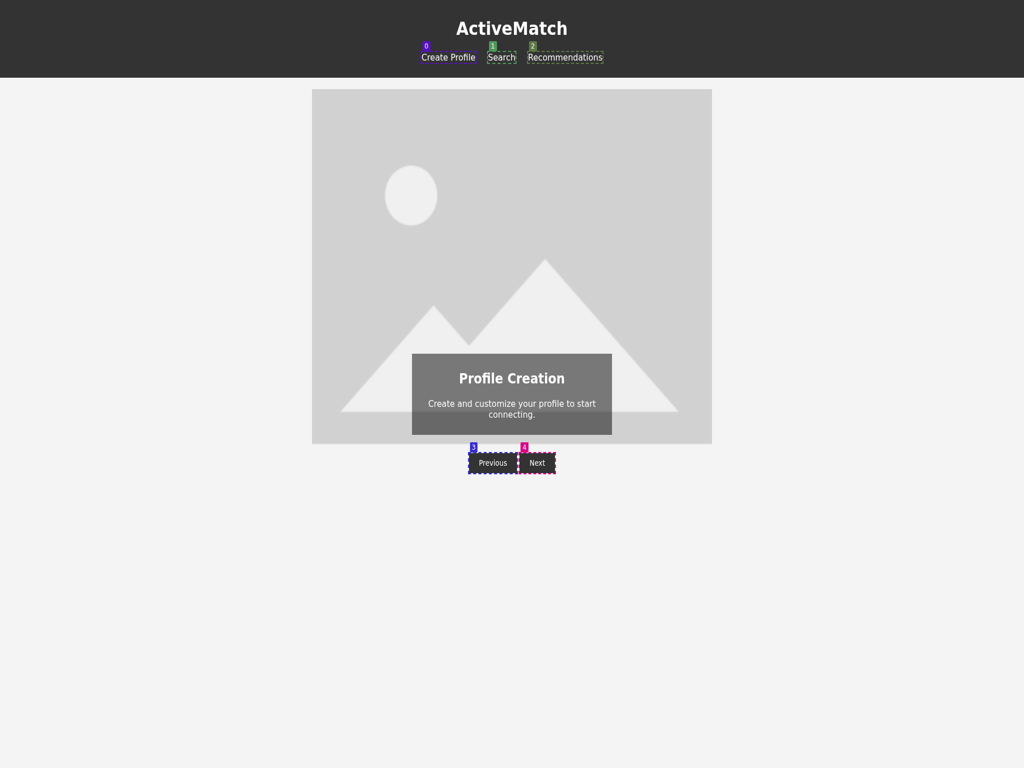 ActiveMatch
0 1 2
Create Profile Search Recommendations
Profile Creation
Create and customize your profile to start
connecting.
3 4
Previous Next